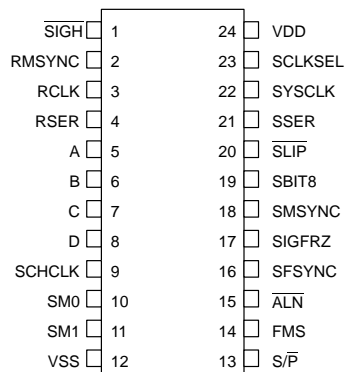 SIGH 1 24 VDD
RMSYNC 2 23 SCLKSEL
RCLK 3 22 SYSCLK
RSER 4 21 SSER
A 5 20 SLIP
B 6 19 SBIT8
C 7 18 SMSYNC
D 8 17 SIGFRZ
SCHCLK 9 16 SFSYNC
SM0 10 15 ALN
SM1 11 14 FMS
VSS 12 13 S/P